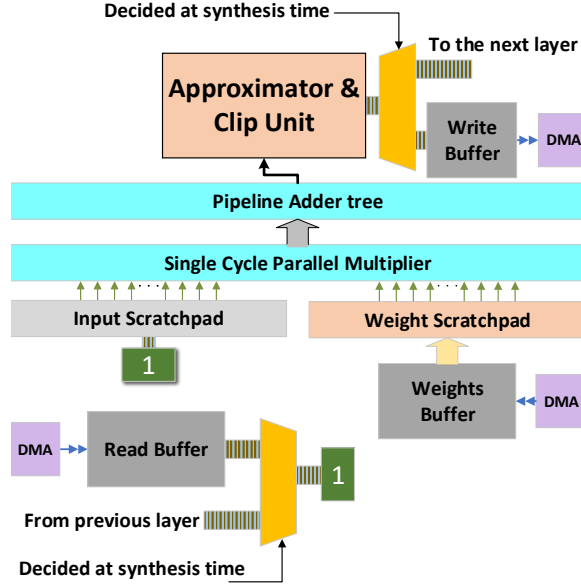 Decided at synthesis time
To the next layer
Approximator &
Clip Unit
Write
Buffer
DMA
Pipeline Adder tree
Single Cycle Parallel Multiplier
Input Scratchpad
Weight Scratchpad
1
Weights
Buffer
DMA
DMA
Read Buffer
1
From previous layer
Decided at synthesis time